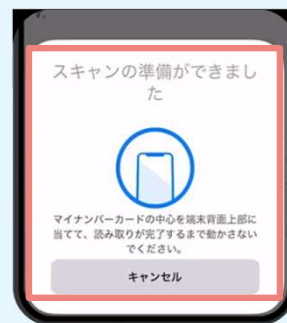 スキャンの準備ができまし
た
マイナンバーカードの中心を端末背面上部に
当てて、読み取りが完了するまで動かさない
でください。
キャンセル